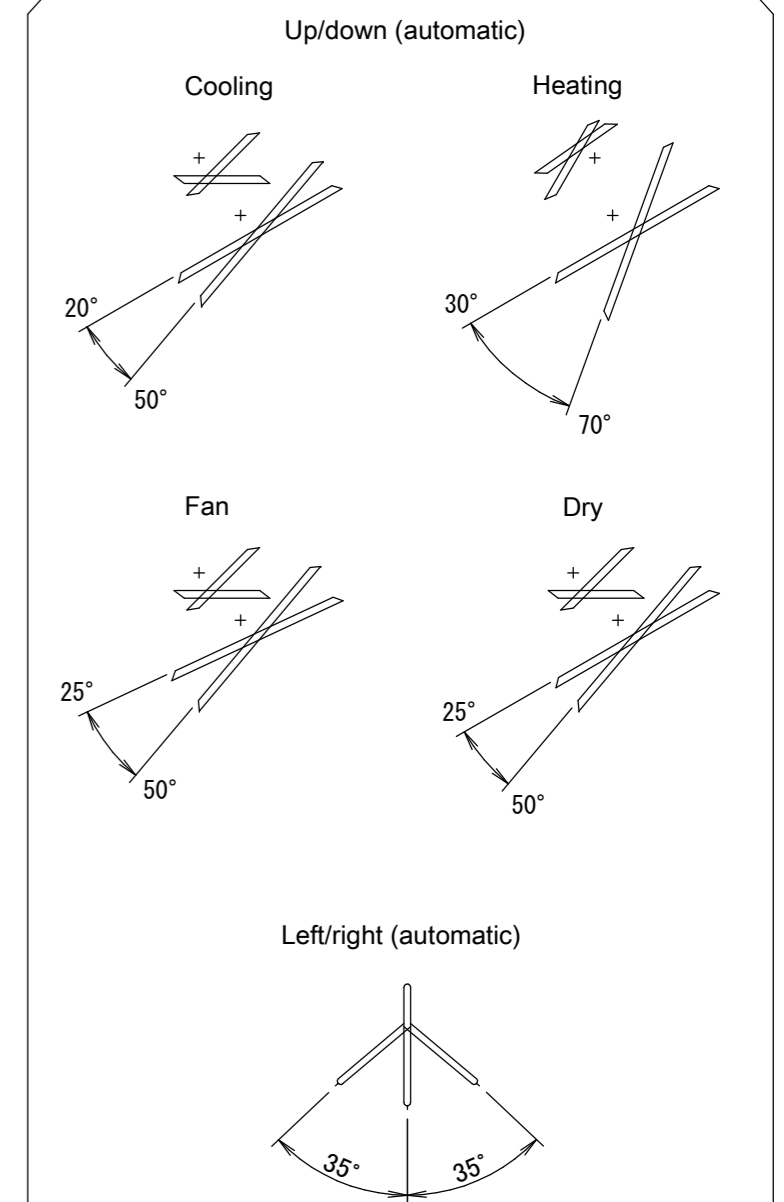 Up/down (automatic)
Cooling
Heating
20°
50°
30°
70°
Fan
Dry
25°
50°
25°
50°
Left/right (automatic)
35°
35°